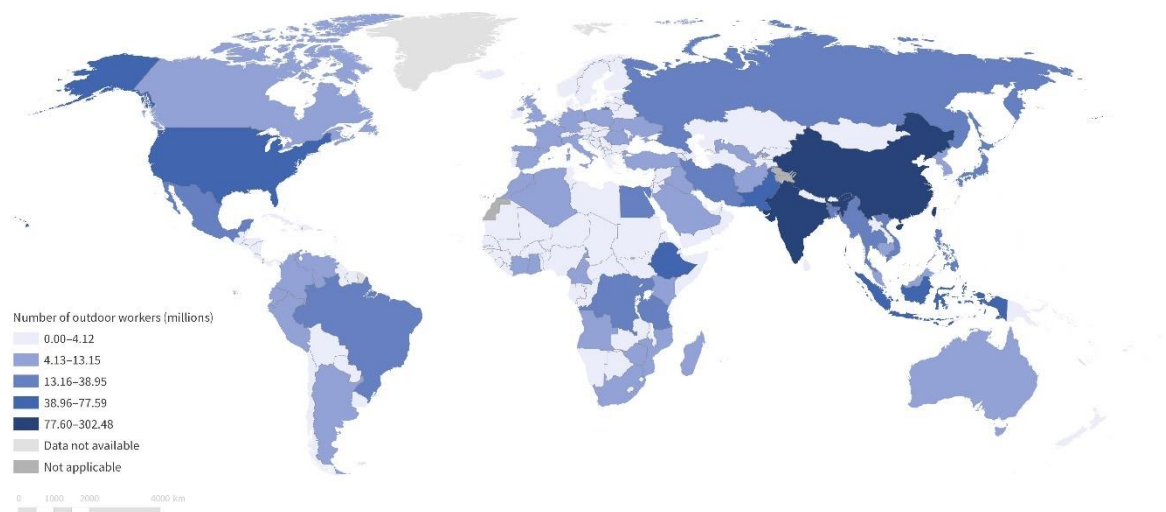 Number of outdoor workers (millions)
0.00–4.12
4.13–13.15
13.16–38.95
38.96–77.59
77.60–302.48
Data not available
Not applicable
0 1000 2000 4000 km